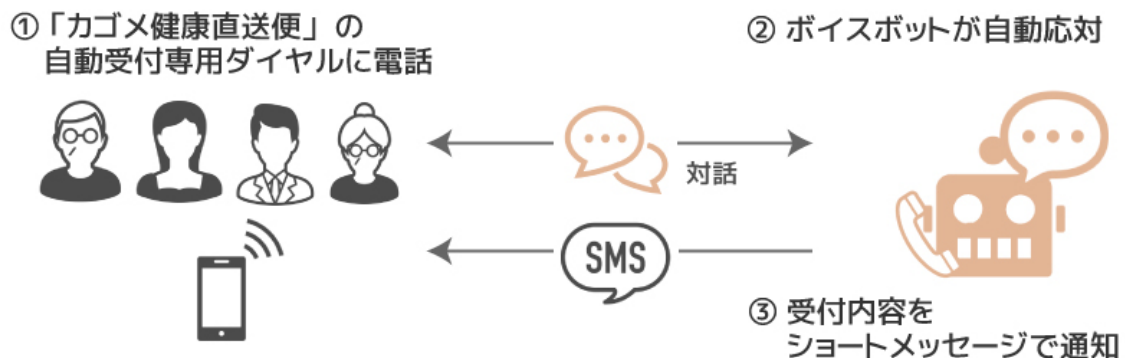 ①「カゴメ健康直送便」の
自動受付専用ダイヤルに電話
② ボイスボットが自動応対
対話
SMS
③ 受付内容を
ショートメッセージで通知